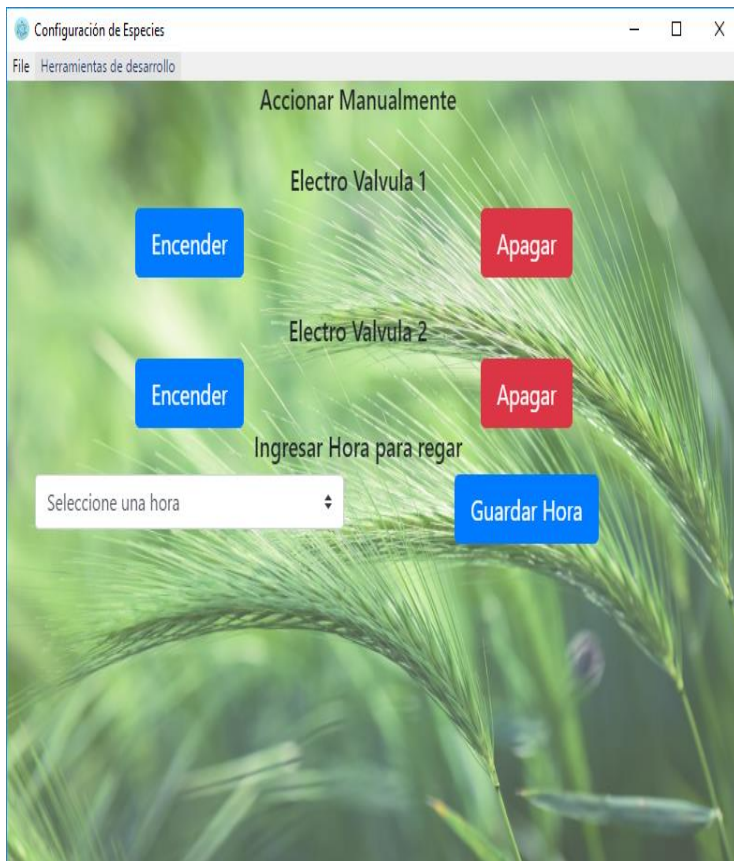 Configuración de Especies
File Herramientas de desarrollo
Accionar Manualmente
Electro Valvula 1
Encender Apagar
Electro Valvula 2
Encender Apagar
Ingresar Hora para regar
Seleccione una hora Guardar Hora